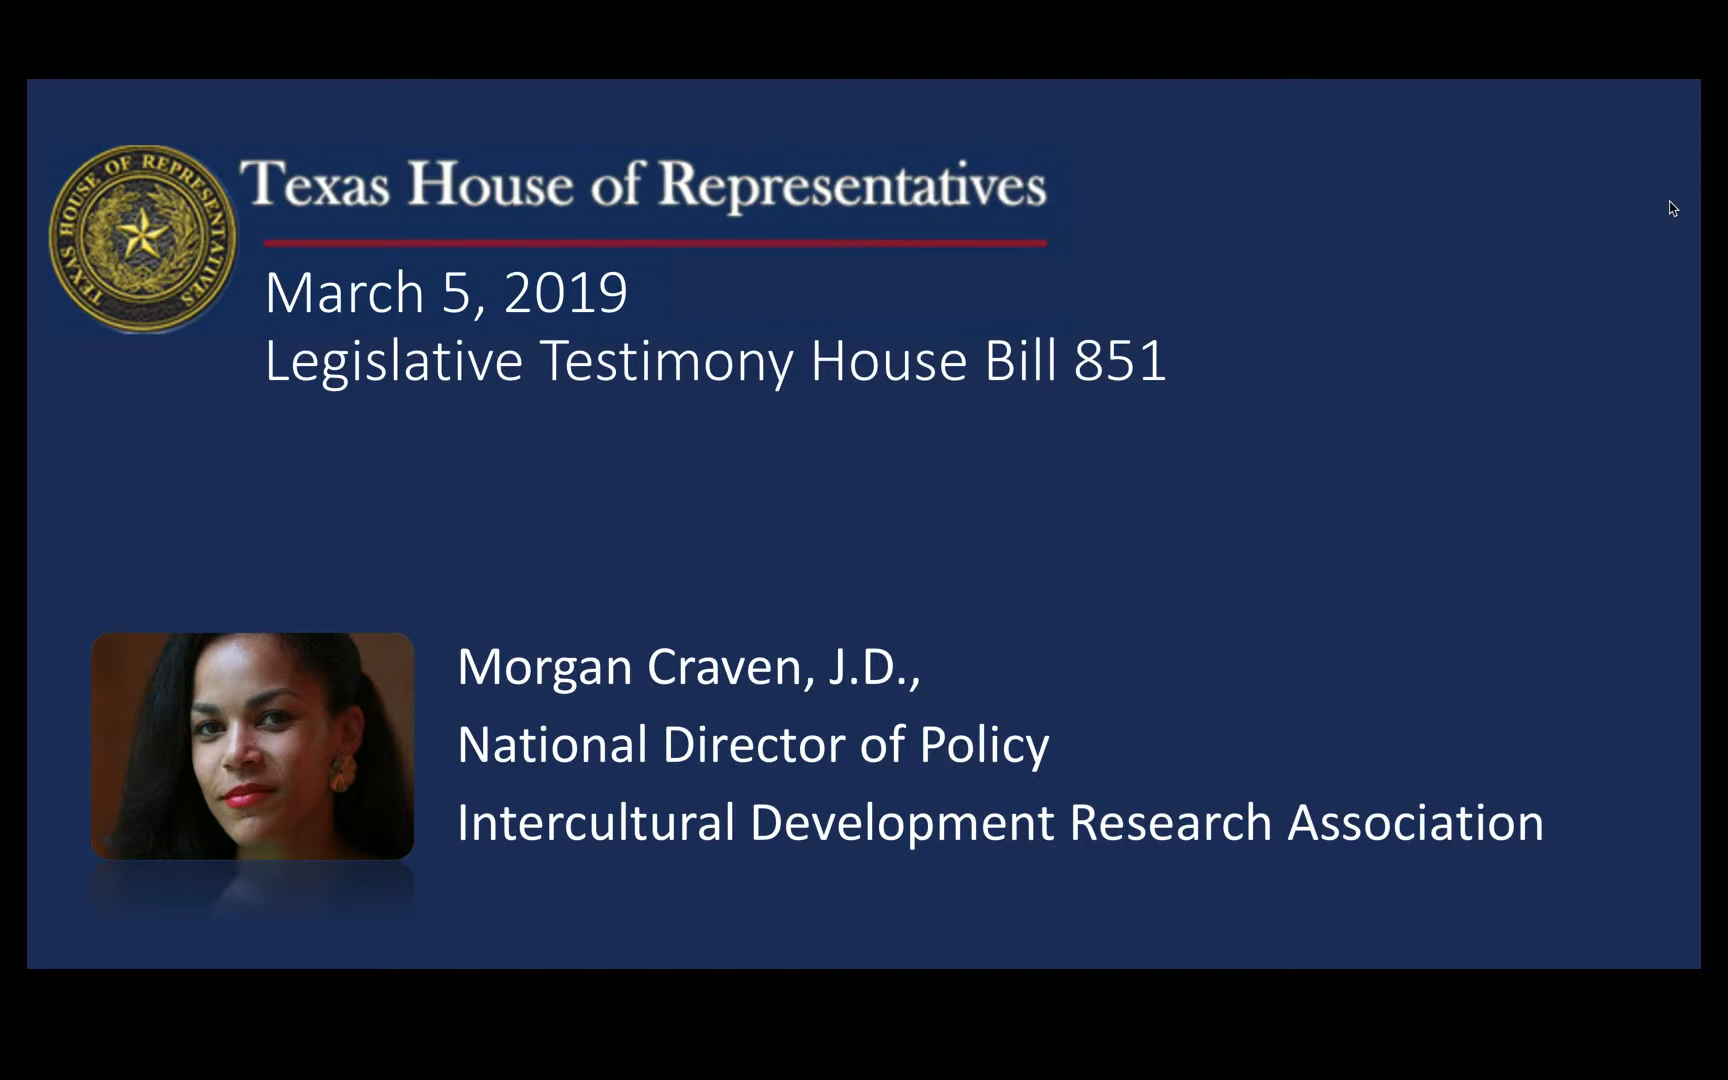 TEXAS HOUSE OF REPRESENTATIVES
Texas House of Representatives
March 5, 2019
Legislative Testimony House Bill 851
Morgan Craven, J.D.,
National Director of Policy
Intercultural Development Research Association